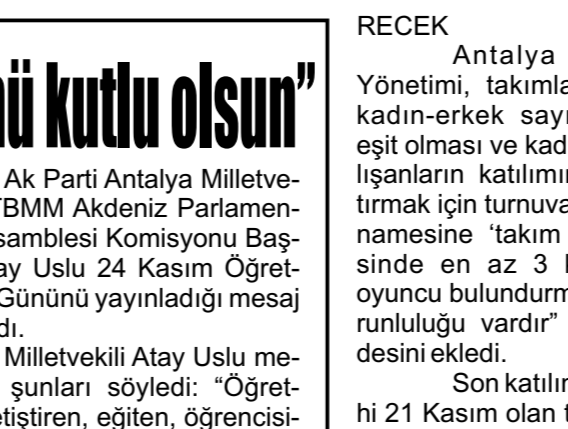 nü kutlu olsun”
Ak Parti Antalya Milletve-
TBMM Akdeniz Parlamen-
samblesi Komisyonu Baş-
ay Uslu 24 Kasım Öğret-
Gününü yayınladığı mesaj
dı.
Milletvekili Atay Uslu me-
şunları söyledi: “Öğret-
etiştiren, eğiten, öğrencisi-
RECEK
Antalya
Yönetimi, takımla
kadın-erkek sayı
eşit olması ve kad
lışanların katılımın
tırmak için turnuva
namesine ‘takım
sinde en az 3
oyuncu bulundurm
runluluğu vardır”
desini ekledi.
Son katılım
hi 21 Kasım olan t